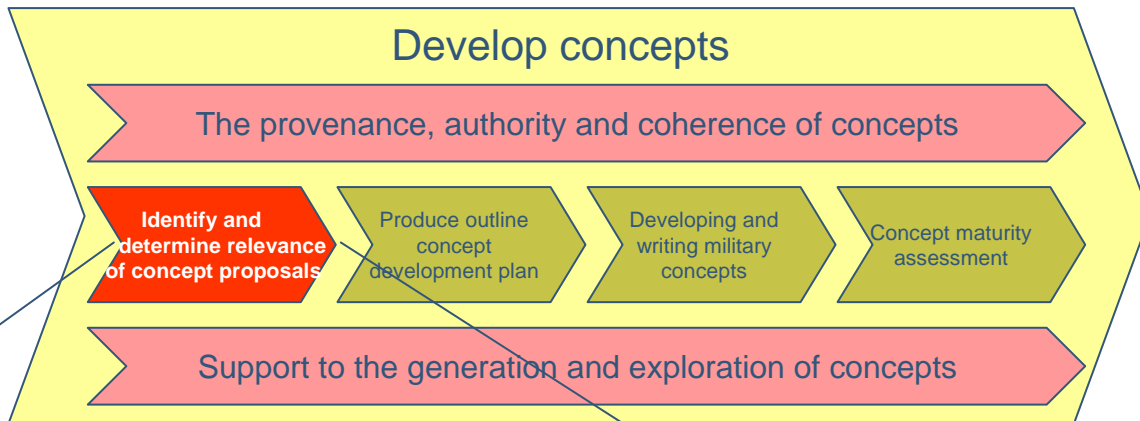 Develop concepts
The provenance, authority and coherence of concepts
Identify and
determine relevance
of concept proposals
Produce outline
concept
development plan
Developing and
writing military
concepts
Concept maturity
assessment
Support to the generation and exploration of concepts